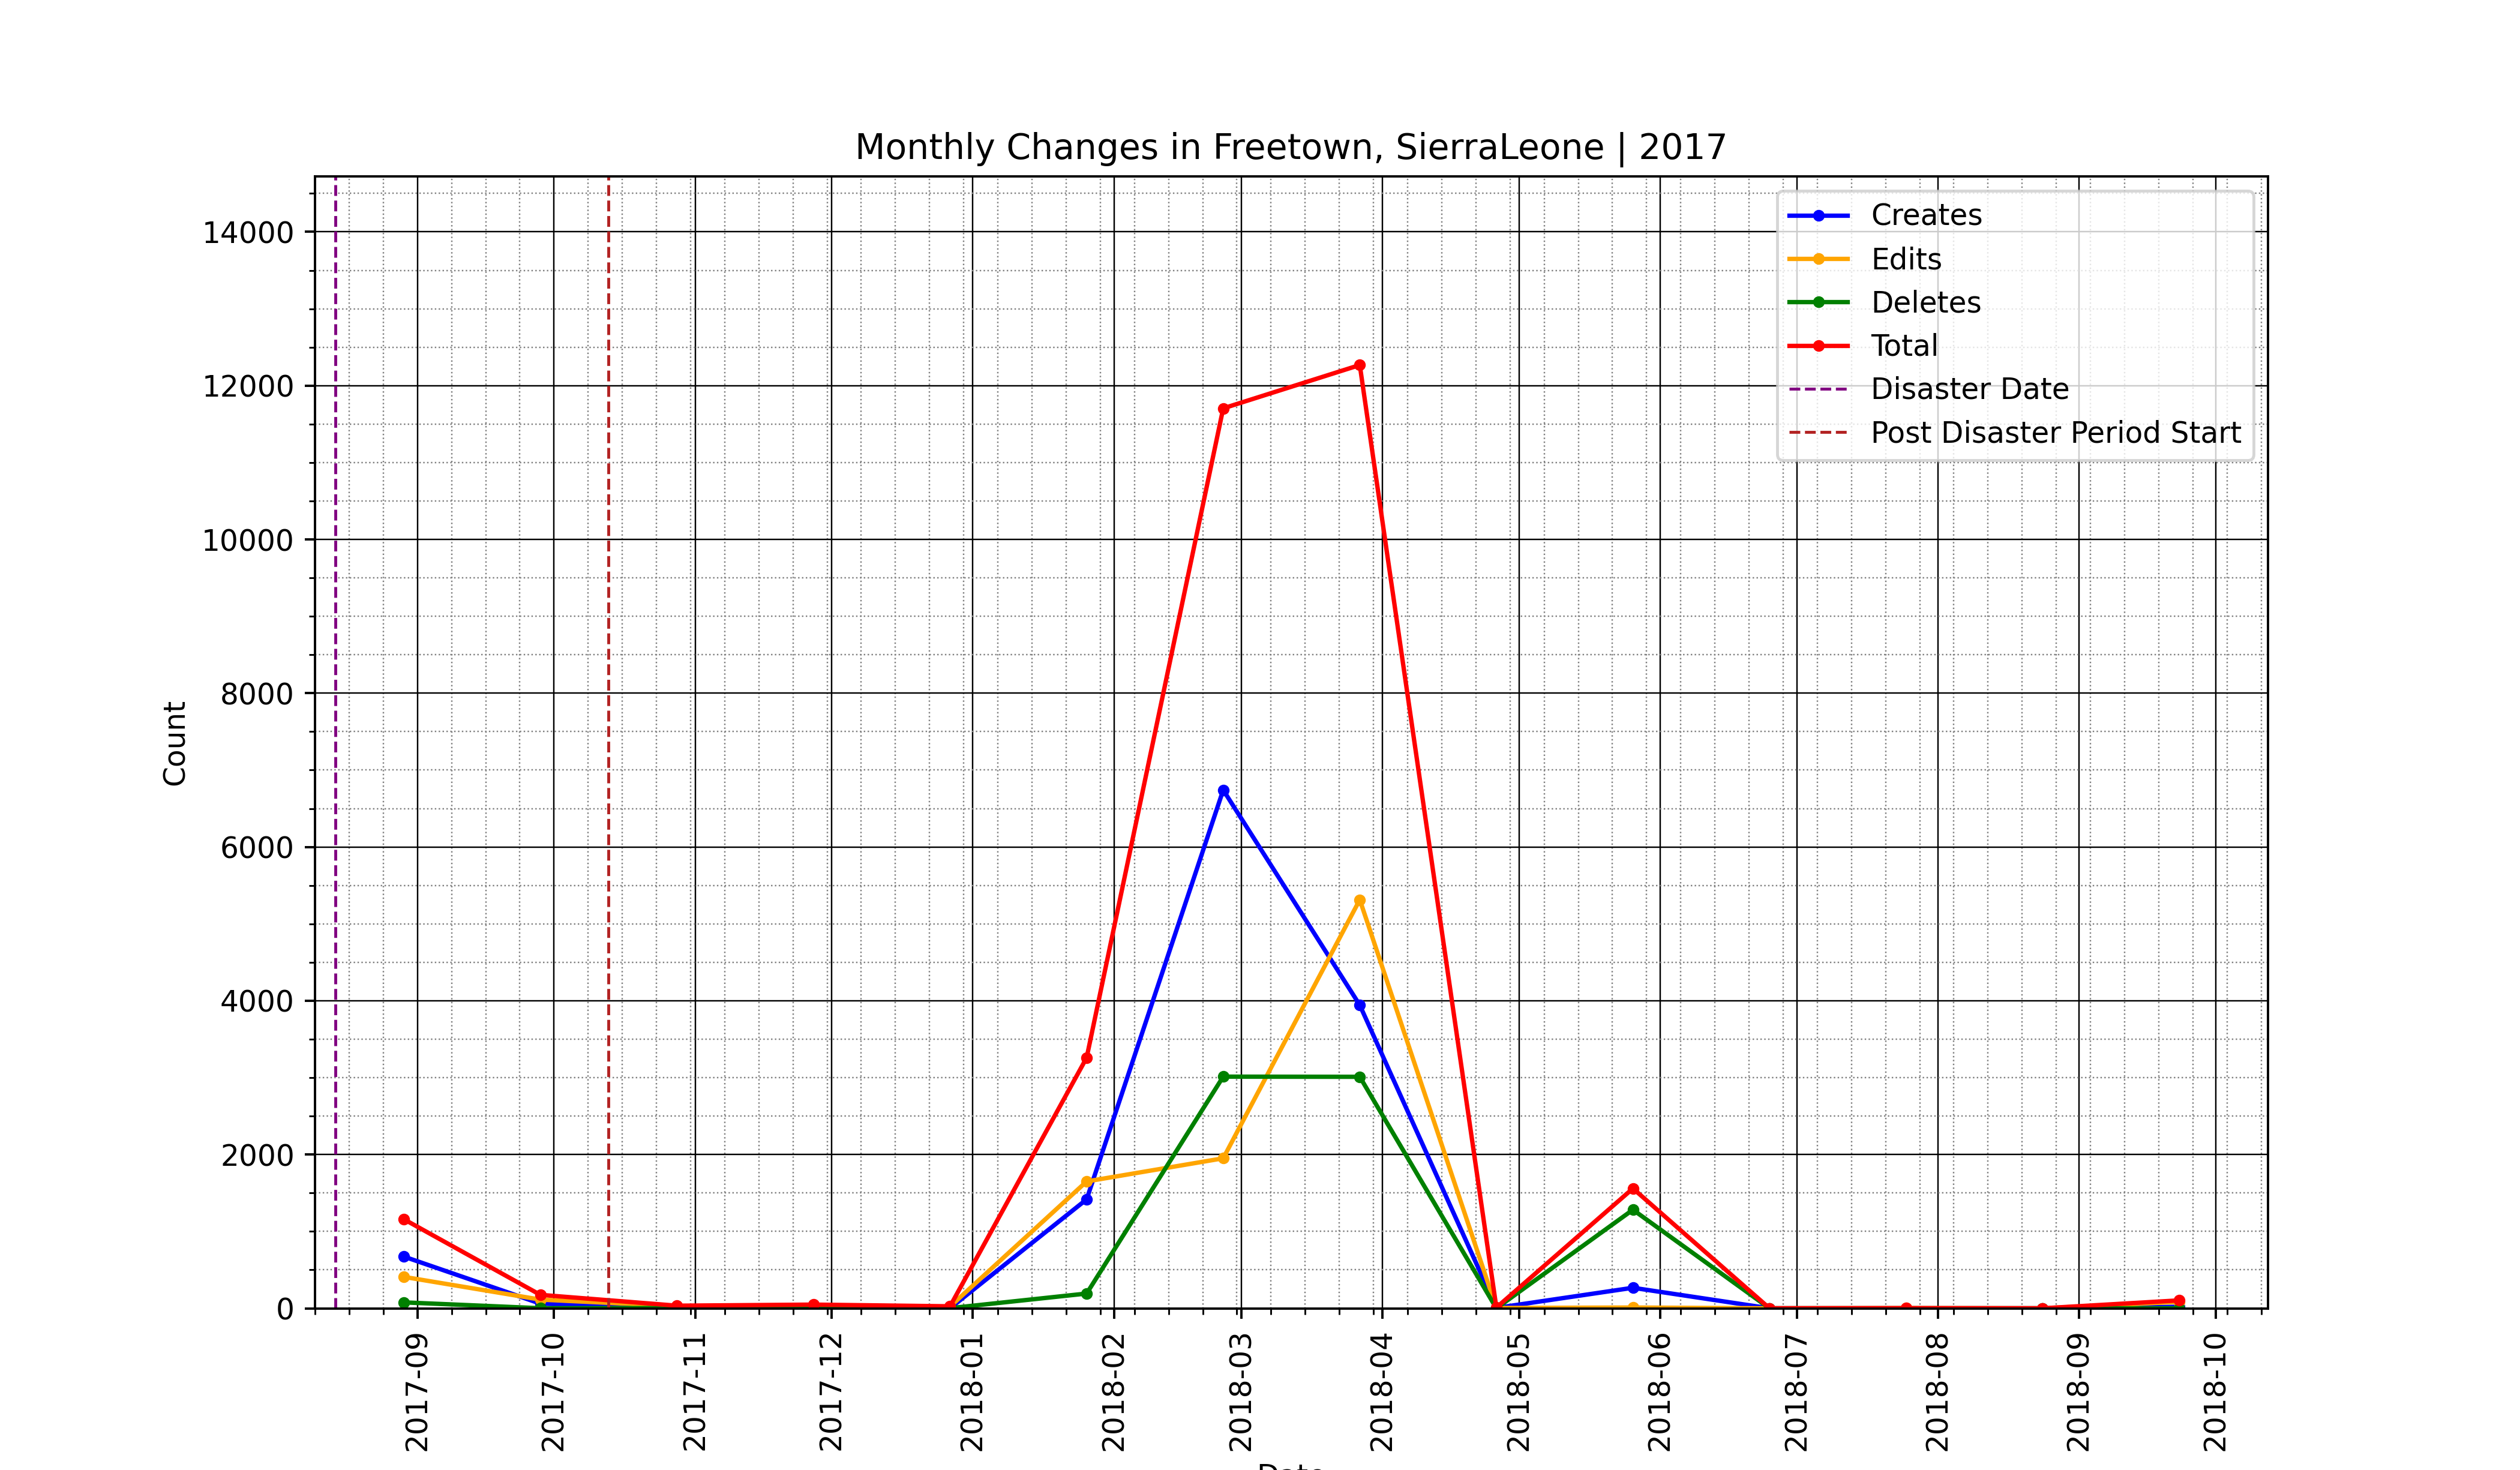 Monthly Changes in Freetown, SierraLeone | 2017
Creates
Edits
Deletes
Total
Disaster Date
Post Disaster Period Start
14000
12000
10000
8000
6000
4000
2000
0
Count
2017-09
2017-10
2017-11
2017-12
2018-01
2018-02
2018-03
2018-04
2018-05
2018-06
2018-07
2018-08
2018-09
2018-10